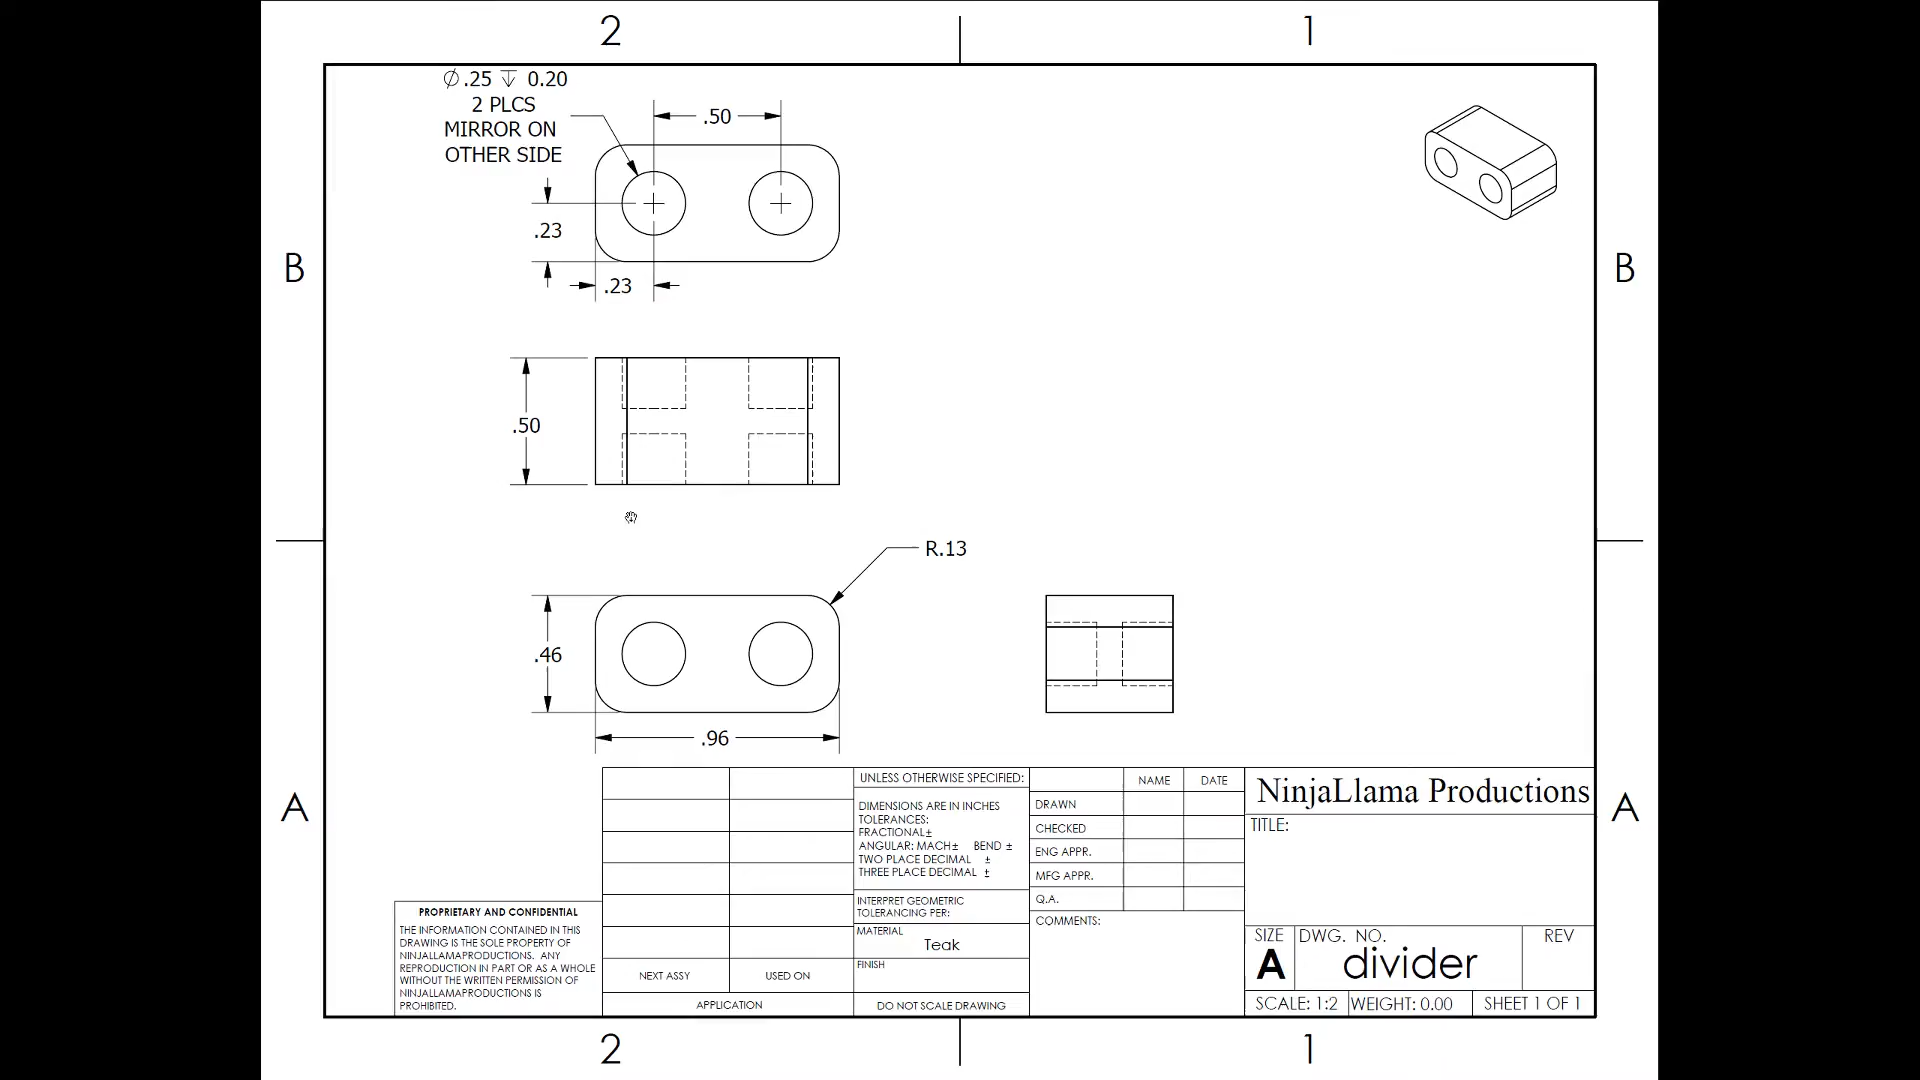 2 1
⌀.25 ↧ 0.20
2 PLCS
MIRROR ON
OTHER SIDE
.50
.23
.23
B B
.50
R.13
.46
.96
A A
UNLESS OTHERWISE SPECIFIED:
DIMENSIONS ARE IN INCHES
TOLERANCES:
FRACTIONAL±
ANGULAR: MACH± BEND ±
TWO PLACE DECIMAL ±
THREE PLACE DECIMAL ±
INTERPRET GEOMETRIC
TOLERANCING PER:
MATERIAL
Teak
FINISH
DO NOT SCALE DRAWING
NAME DATE
DRAWN
CHECKED
ENG APPR.
MFG APPR.
Q.A.
COMMENTS:
NinjaLlama Productions
TITLE:
SIZE DWG. NO. REV
A divider
SCALE: 1:2 WEIGHT: 0.00 SHEET 1 OF 1
PROPRIETARY AND CONFIDENTIAL
THE INFORMATION CONTAINED IN THIS
DRAWING IS THE SOLE PROPERTY OF
NINJALLAMAPRODUCTIONS. ANY
REPRODUCTION IN PART OR AS A WHOLE
WITHOUT THE WRITTEN PERMISSION OF
NINJALLAMAPRODUCTIONS IS
PROHIBITED.
NEXT ASSY USED ON
APPLICATION
2 1